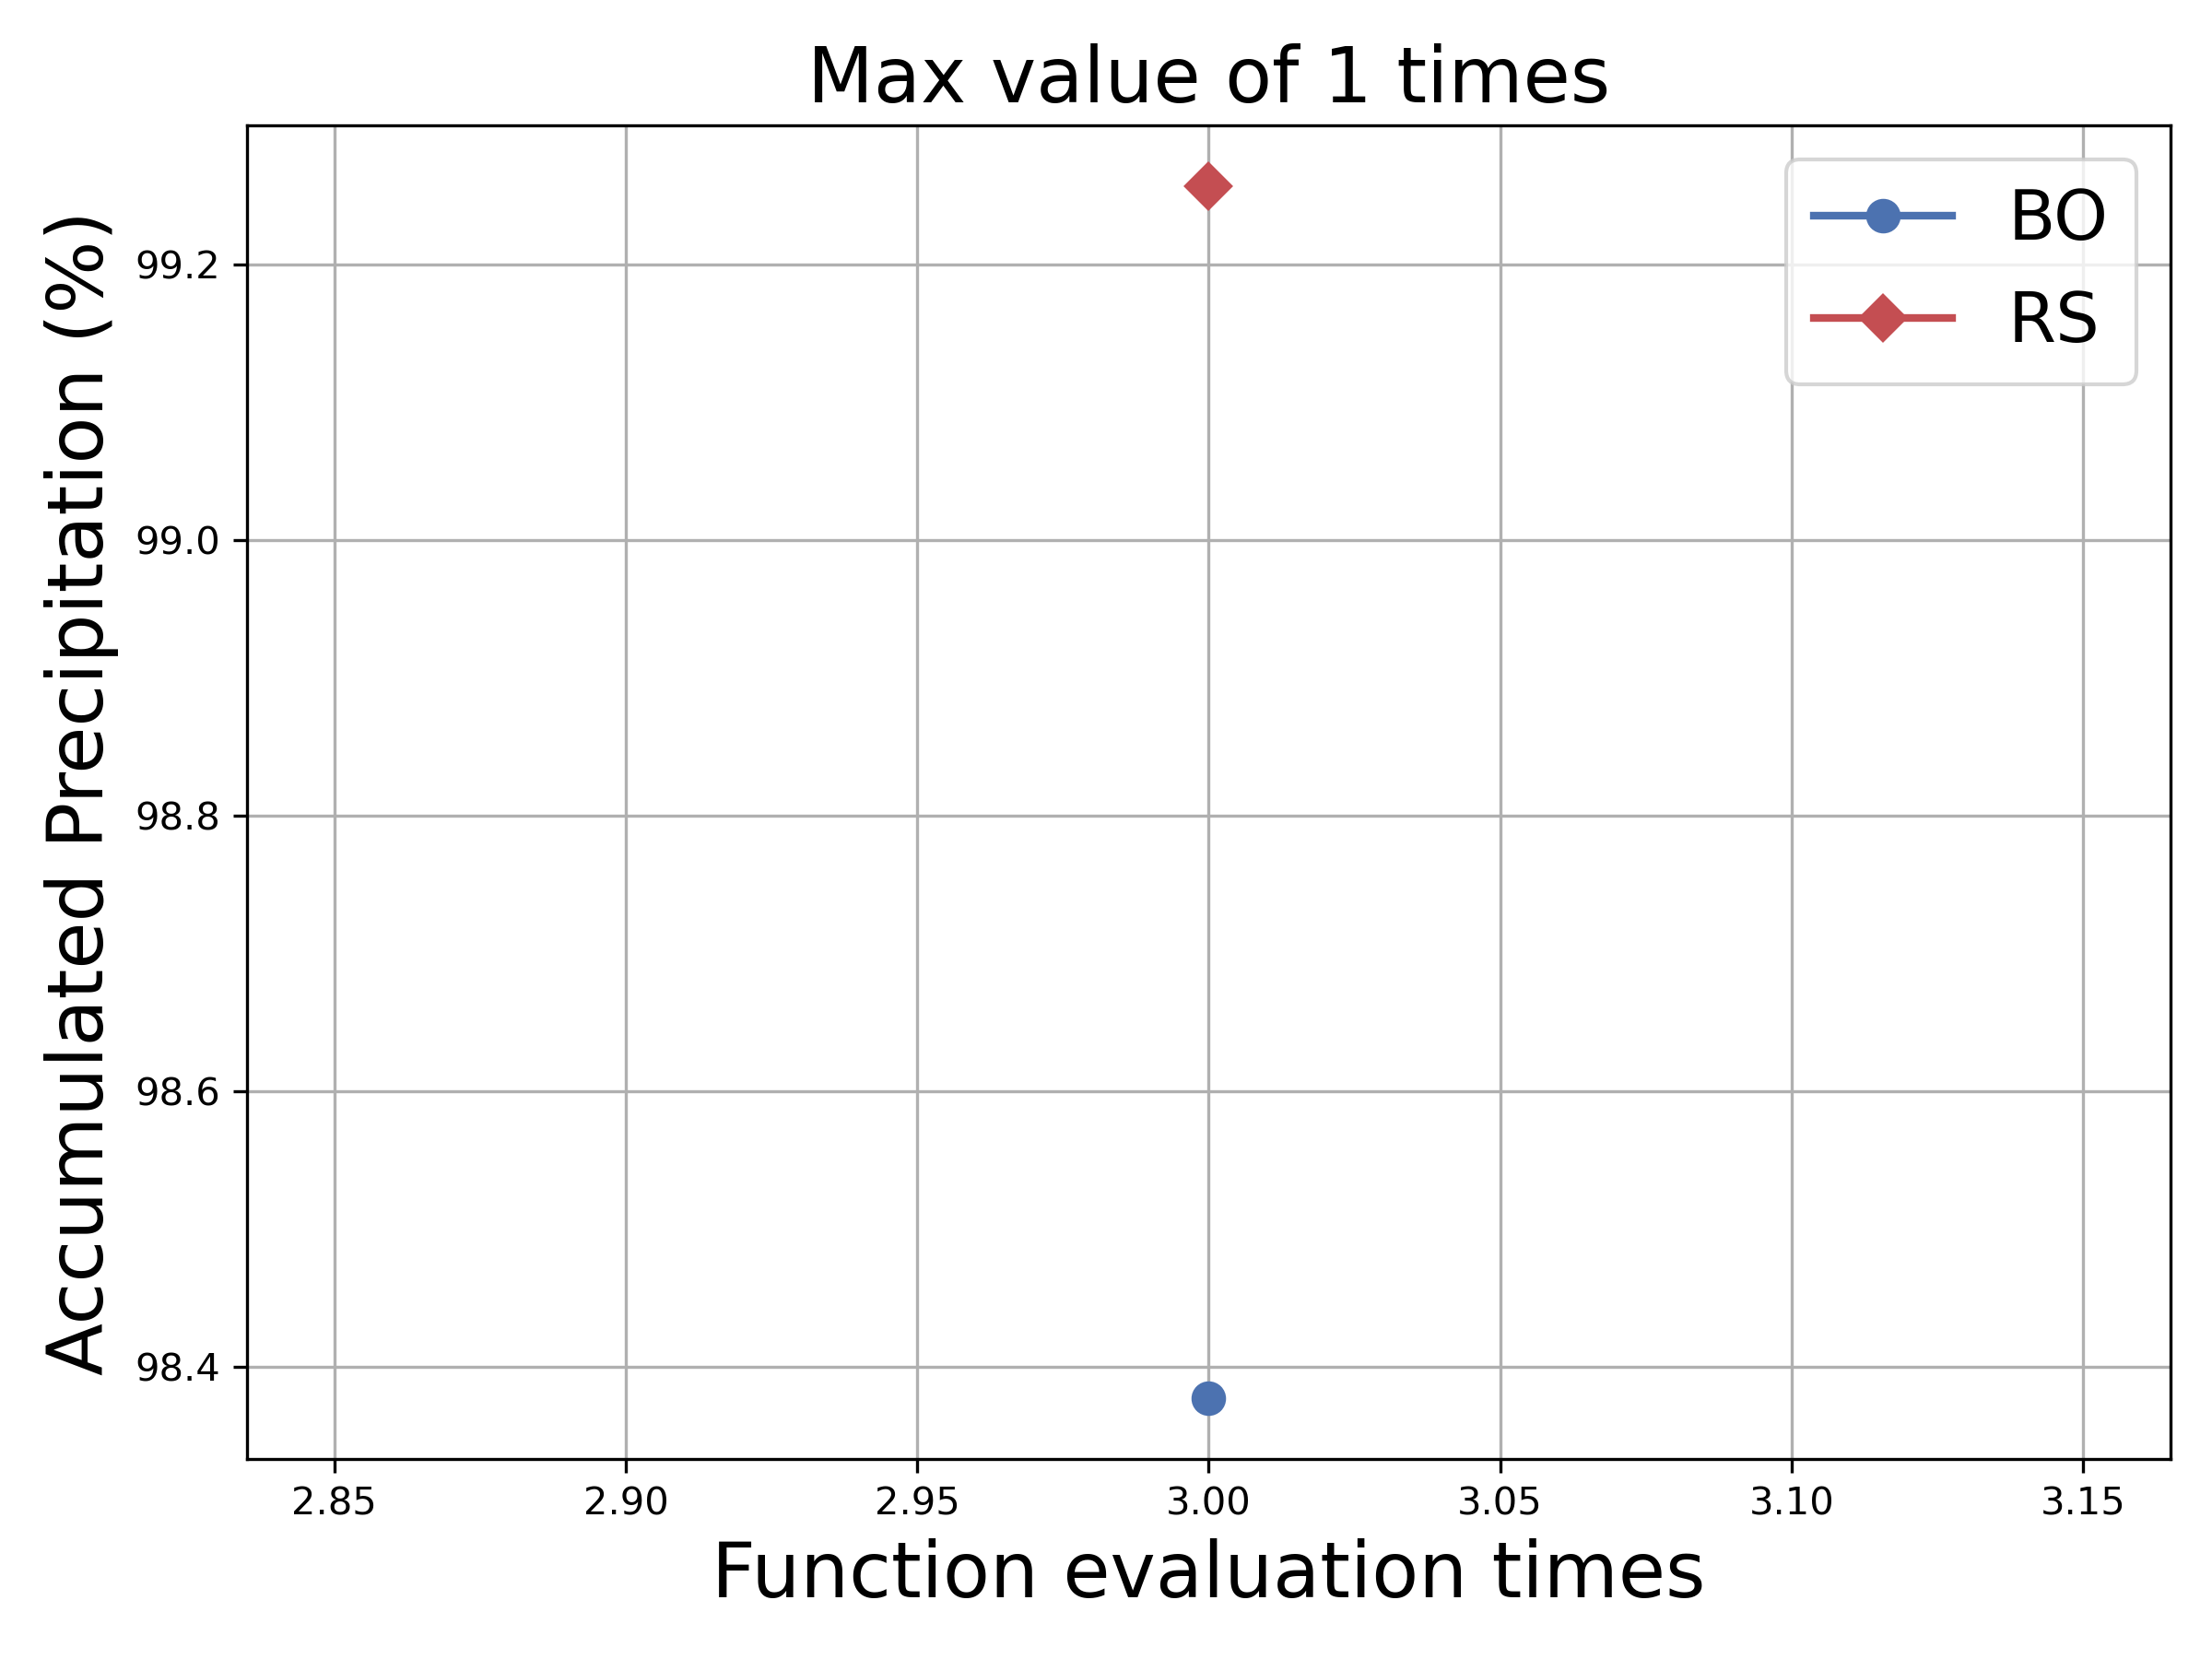 Max value of 1 times
BO
RS
Accumulated Precipitation (%)
99.2
99.0
98.8
98.6
98.4
2.85 2.90 2.95 3.00 3.05 3.10 3.15
Function evaluation times